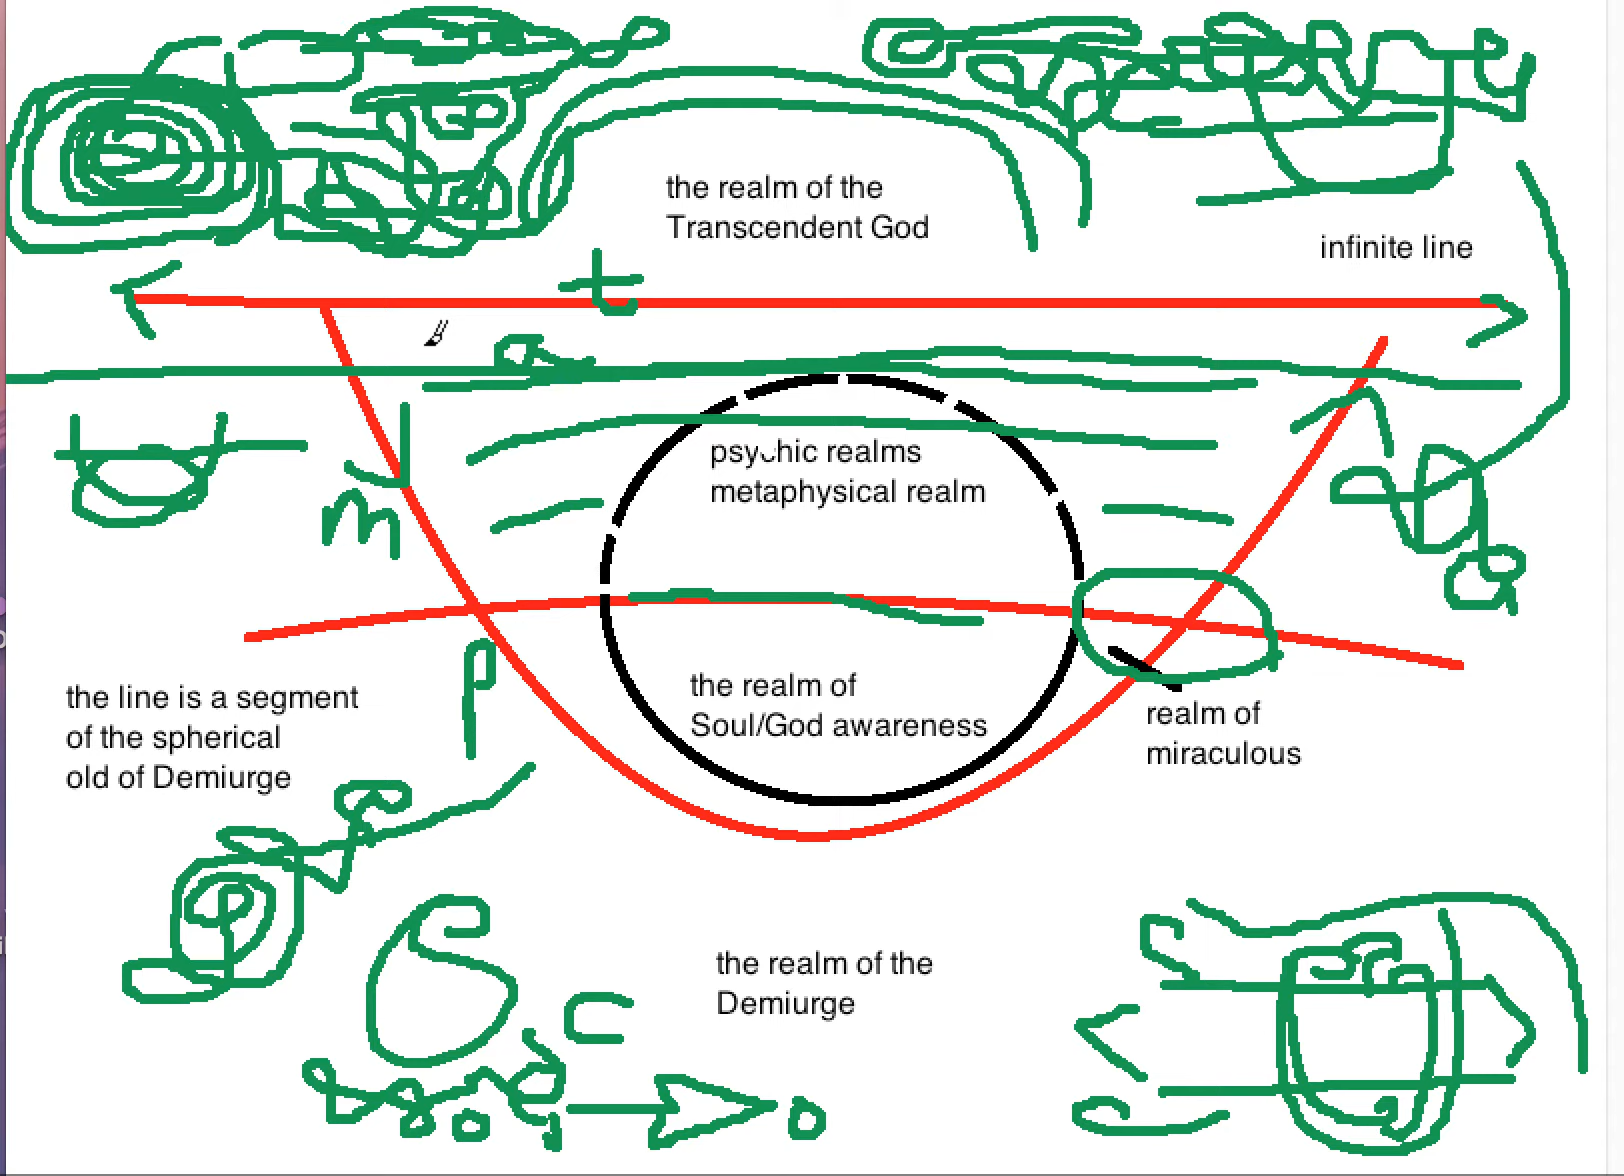 the realm of the
Transcendent God
infinite line
t
a
psychic realms
metaphysical realm
m
p
the realm of
Soul/God awareness
the line is a segment
of the spherical
old of Demiurge
realm of
miraculous
the realm of the
Demiurge